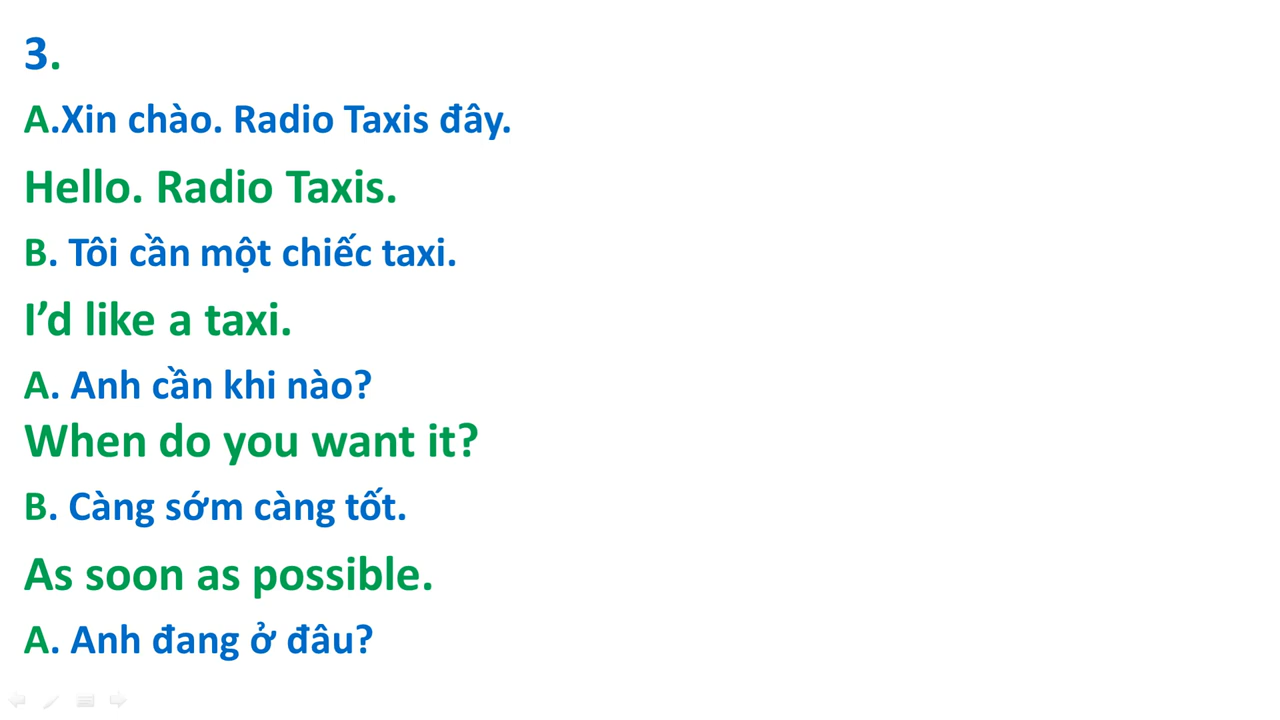 3.
A.Xin chào. Radio Taxis đây.
Hello. Radio Taxis.
B. Tôi cần một chiếc taxi.
I’d like a taxi.
A. Anh cần khi nào?
When do you want it?
B. Càng sớm càng tốt.
As soon as possible.
A. Anh đang ở đâu?